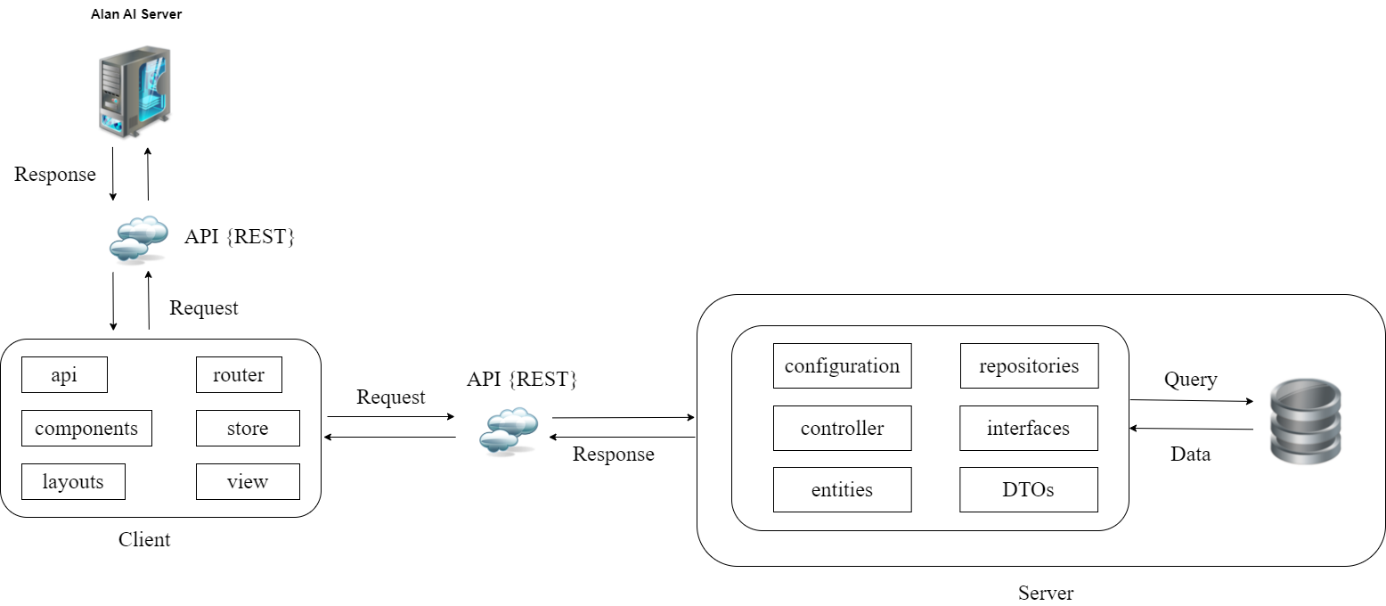 Alan AI Server
Response
API {REST}
Request
api
router
components
store
layouts
view
Client
Request
API {REST}
Response
configuration
repositories
controller
interfaces
entities
DTOs
Query
Data
Server